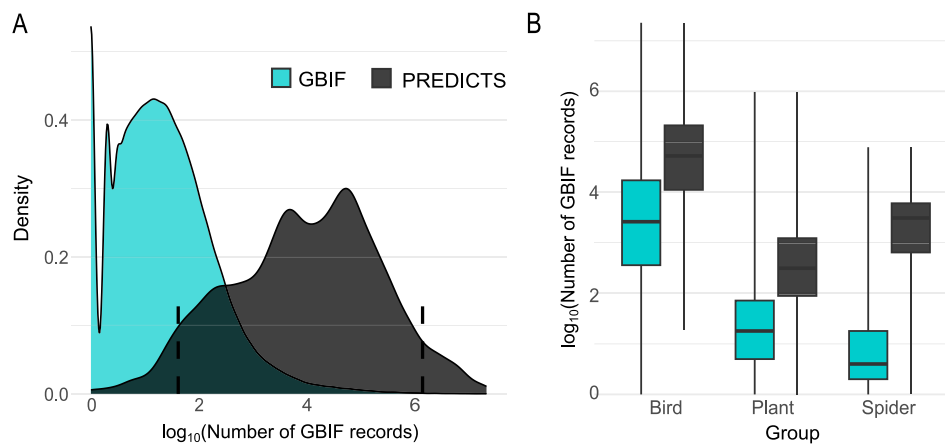 A
GBIF PREDICTS
Density
0.4
0.2
0.0
0 2 4 6
log10(Number of GBIF records)
B
log10(Number of GBIF records)
6
4
2
0
Bird Plant Spider
Group